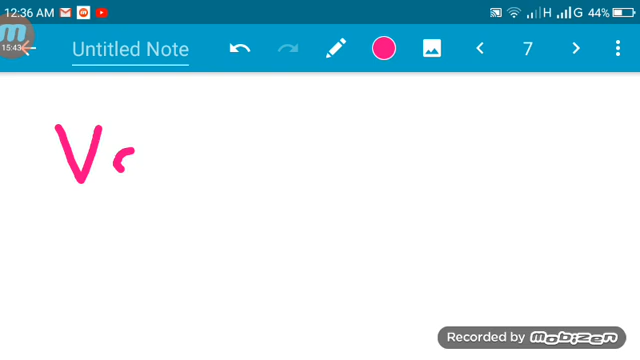 12:36 AM H G 44%
15:43
Untitled Note 7
V
Recorded by mobizen